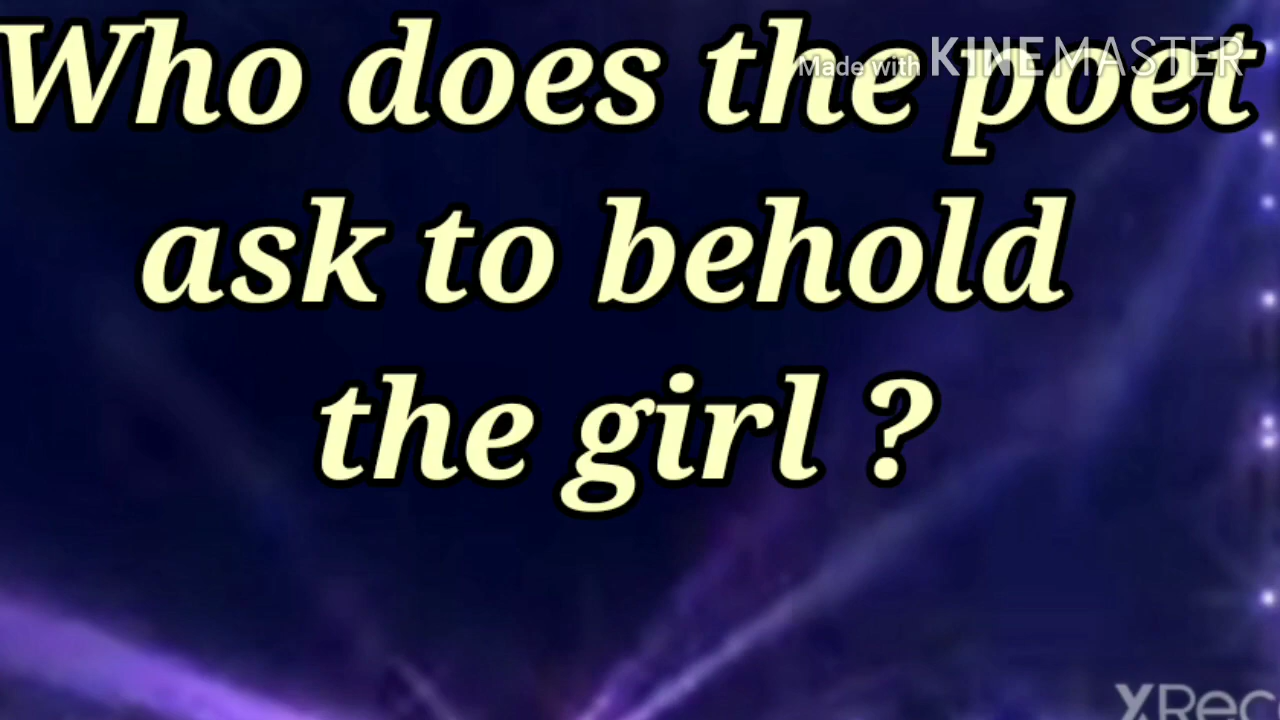 Who does the poet
Made with KINEMASTER
ask to behold
the girl ?
XRec